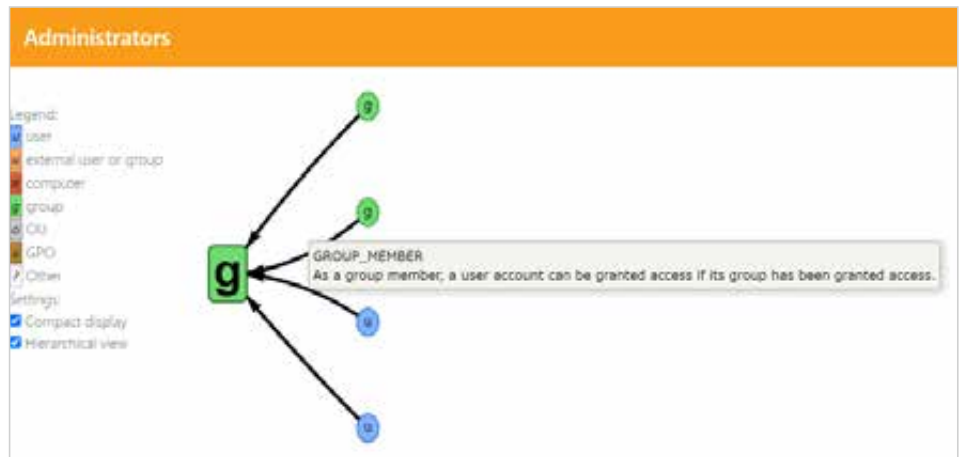 Administrators
Legend:
u user
external user or group
computer
g group
OU
GPO
? Other
Settings:
Compact display
Hierarchical view
g
g
g
u
u
GROUP_MEMBER
As a group member, a user account can be granted access if its group has been granted access.